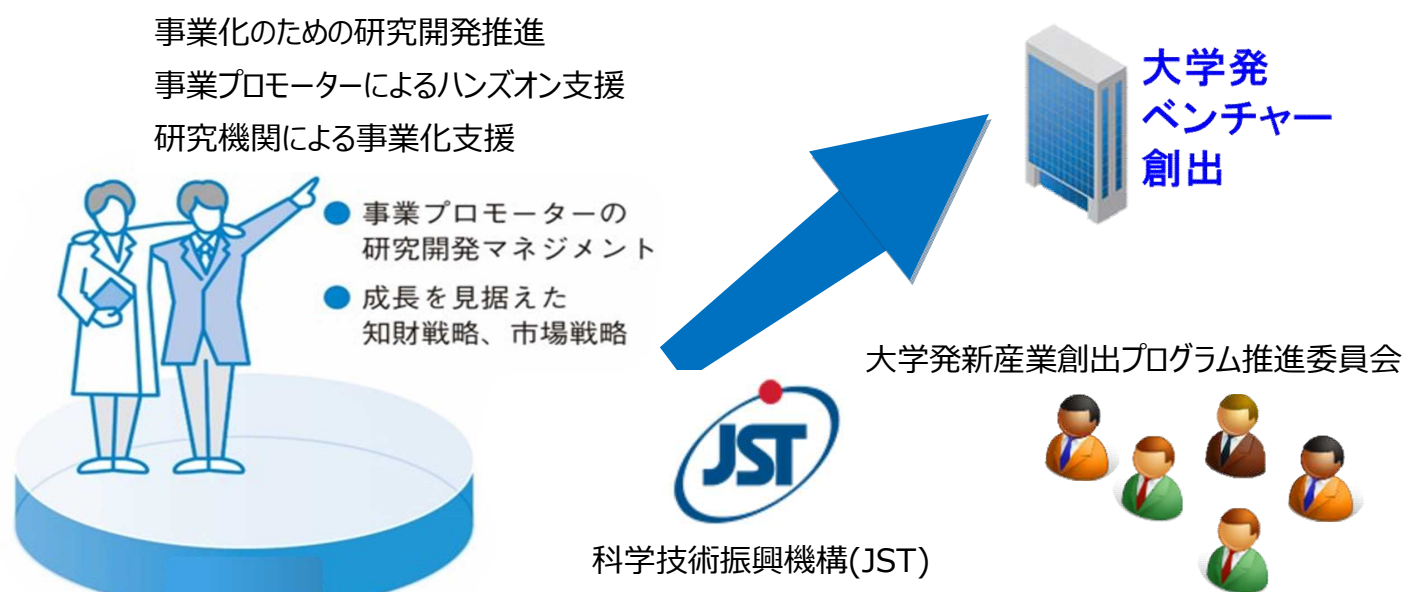 事業化のための研究開発推進
事業プロモーターによるハンズオン支援
研究機関による事業化支援
● 事業プロモーターの
研究開発マネジメント
● 成長を見据えた
知財戦略、市場戦略
大学発
ベンチャー
創出
大学発新産業創出プログラム推進委員会
JST
科学技術振興機構(JST)